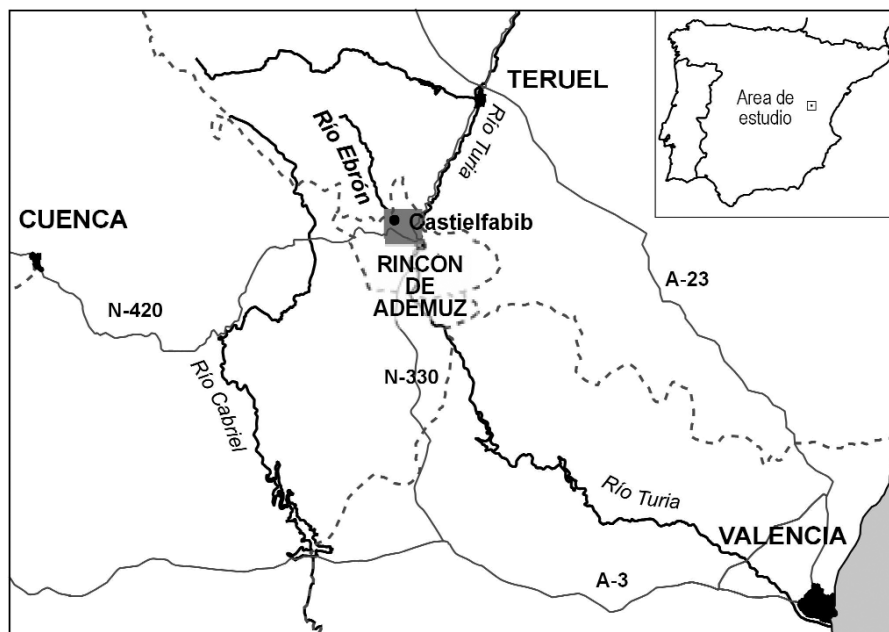 TERUEL
Area de
estudio
Río Ebrón
Río Turia
CUENCA
Castielfabib
RINCON
DE
ADEMUZ
A-23
N-420
N-330
Río Cabriel
Río Turia
VALENCIA
A-3